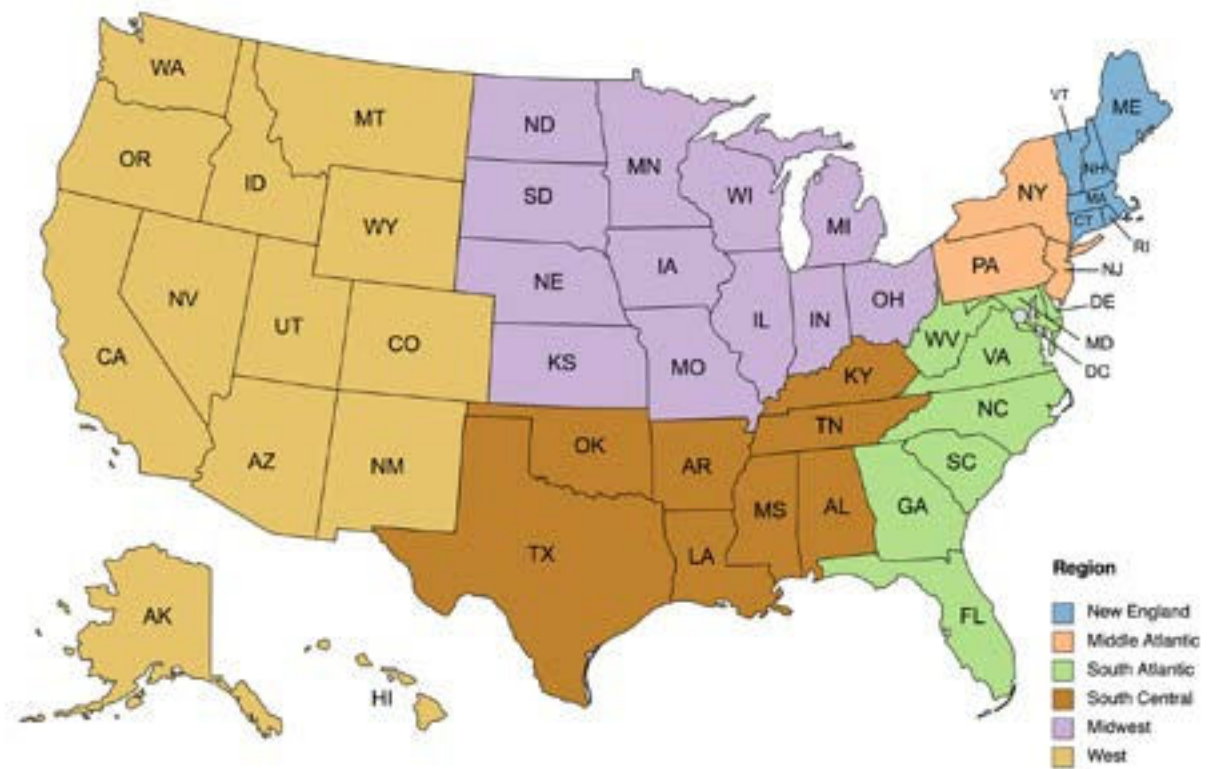 WA
MT
ND
MN
VT
ME
OR
ID
SD
WI
MI
NH
NY
MA
CT
RI
WY
IA
NE
PA
NJ
NV
UT
CO
IL
IN
OH
DE
WV
MD
VA
DC
CA
KS
MO
KY
NC
AZ
NM
OK
AR
TN
SC
MS
AL
GA
TX
LA
FL
AK
HI
Region
New England
Middle Atlantic
South Atlantic
South Central
Midwest
West